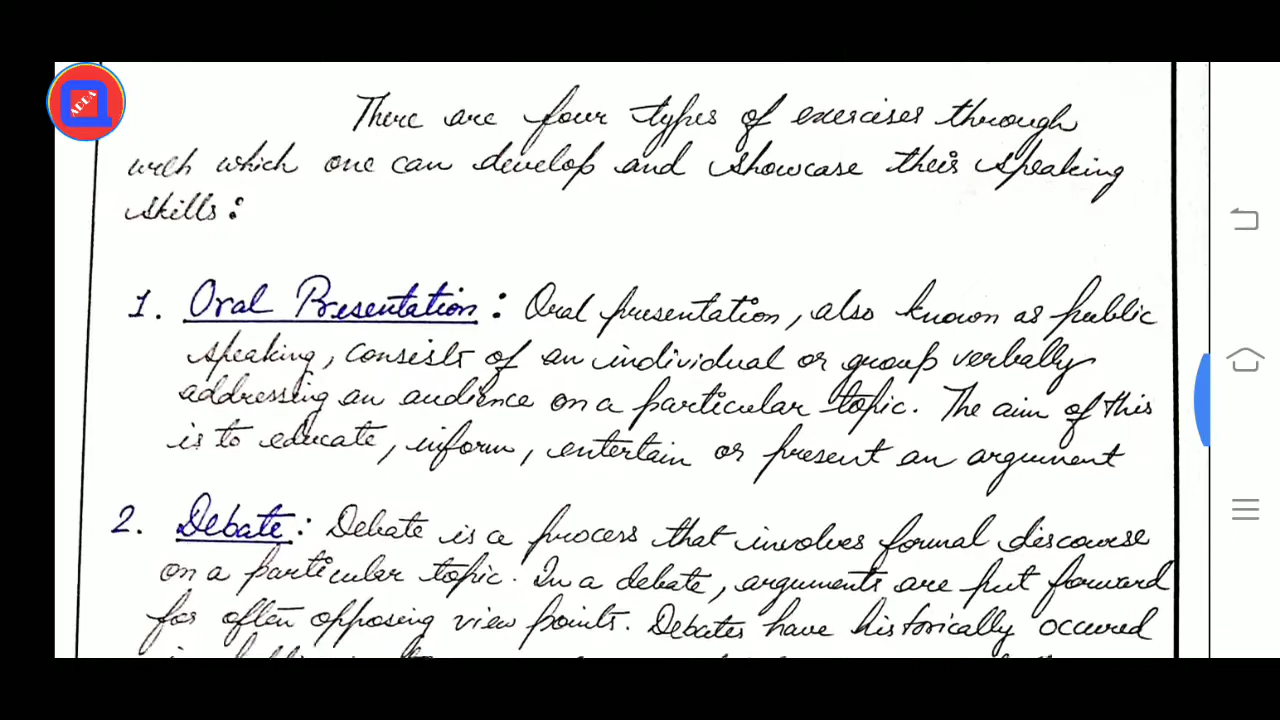 ADDA
There are four types of exercises through
with which one can develop and showcase their speaking
skills:
1. Oral Presentation: Oral presentation, also known as public
speaking, consists of an individual or group verbally
addressing an audience on a particular topic. The aim of this
is to educate, inform, entertain or present an argument
2. Debate: Debate is a process that involves formal discourse
on a particular topic. In a debate, arguments are put forward
for often opposing view points. Debates have historically occured